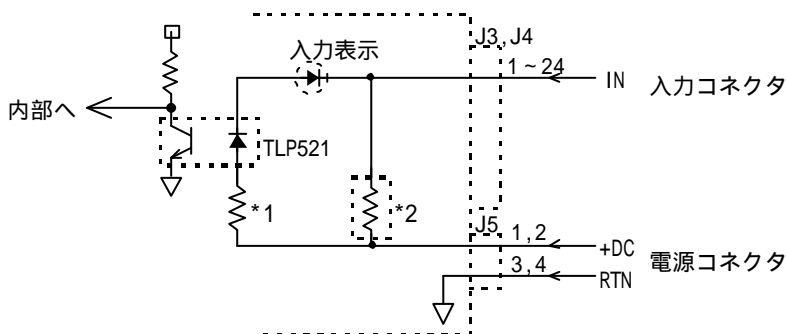 J3,J4
入力表示
1~24
IN
入力コネクタ
内部へ
TLP521
*1
*2
J5
1,2
+DC
電源コネクタ
3,4
RTN